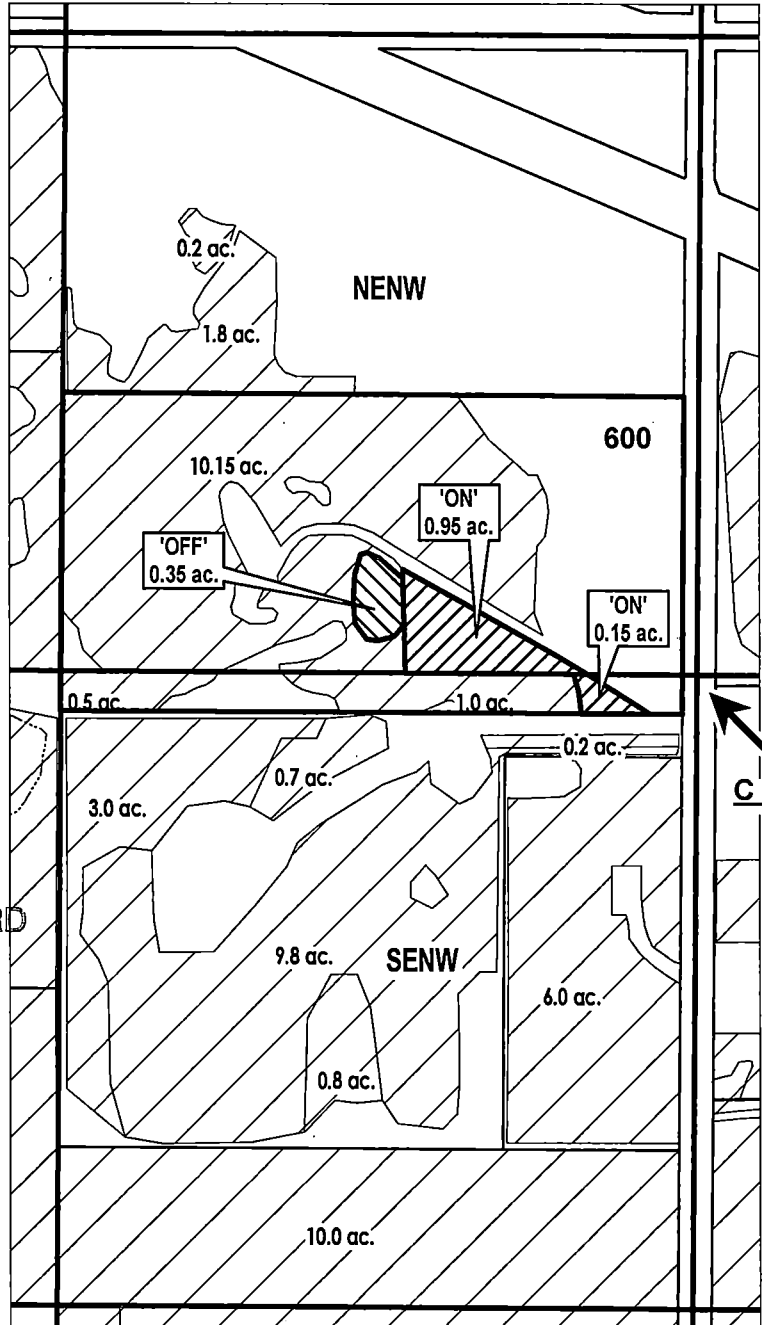 0.2 ac.
NENW
1.8 ac.
600
10.15 ac.
'ON'
0.95 ac.
'OFF'
0.35 ac.
'ON'
0.15 ac.
0.5 ac.
1.0 ac.
0.2 ac.
0.7 ac.
3.0 ac.
C
RD
9.8 ac.
SENW
6.0 ac.
0.8 ac.
10.0 ac.